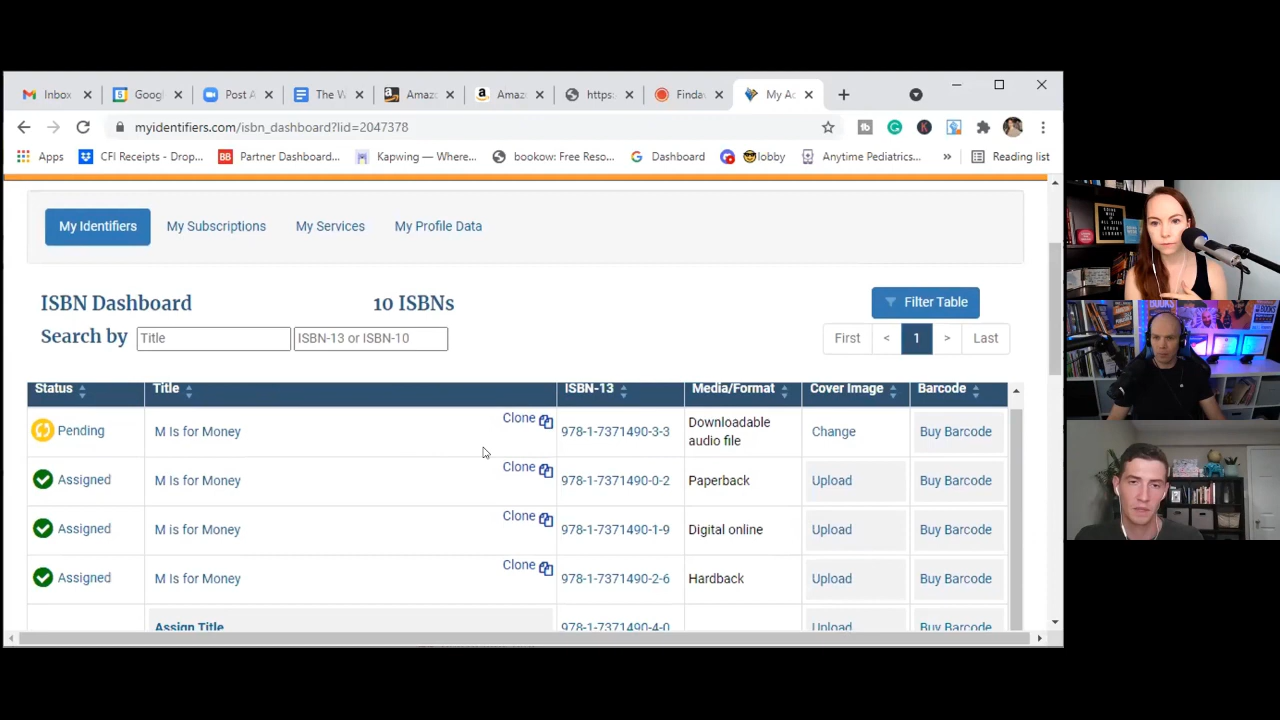 Inbox
Googl
Post A
The W
Amazo
Amaz
https:
Finda
My Ac
myidentifiers.com/isbn_dashboard?lid=2047378
Apps
CFI Receipts - Drop...
BB
Partner Dashboard...
Kapwing — Where...
bookow: Free Reso...
Dashboard
lobby
Anytime Pediatrics...
Reading list
My Identifiers
My Subscriptions
My Services
My Profile Data
ISBN Dashboard 10 ISBNs
Filter Table
Search by Title ISBN-13 or ISBN-10
First < 1 > Last
Status Title ISBN-13 Media/Format Cover Image Barcode
Pending M Is for Money Clone 978-1-7371490-3-3 Downloadable audio file Change Buy Barcode
Assigned M Is for Money Clone 978-1-7371490-0-2 Paperback Upload Buy Barcode
Assigned M is for Money Clone 978-1-7371490-1-9 Digital online Upload Buy Barcode
Assigned M Is for Money Clone 978-1-7371490-2-6 Hardback Upload Buy Barcode
Assign Title 978-1-7371490-4-0 Upload Buy Barcode